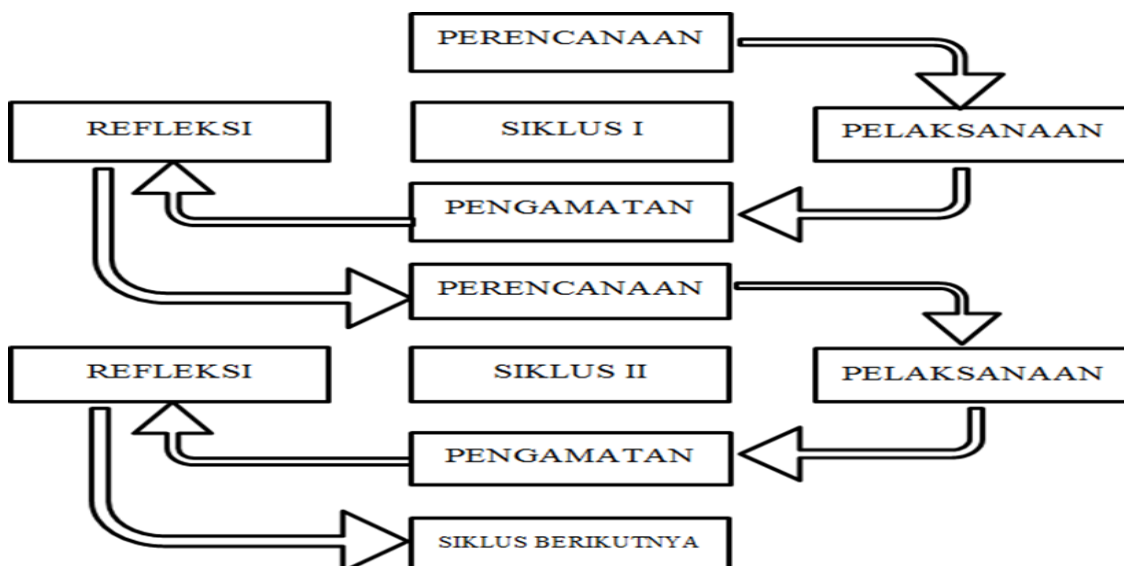 PERENCANAAN
REFLEKSI
SIKLUS I
PELAKSANAAN
PENGAMATAN
PERENCANAAN
REFLEKSI
SIKLUS II
PELAKSANAAN
PENGAMATAN
SIKLUS BERIKUTNYA